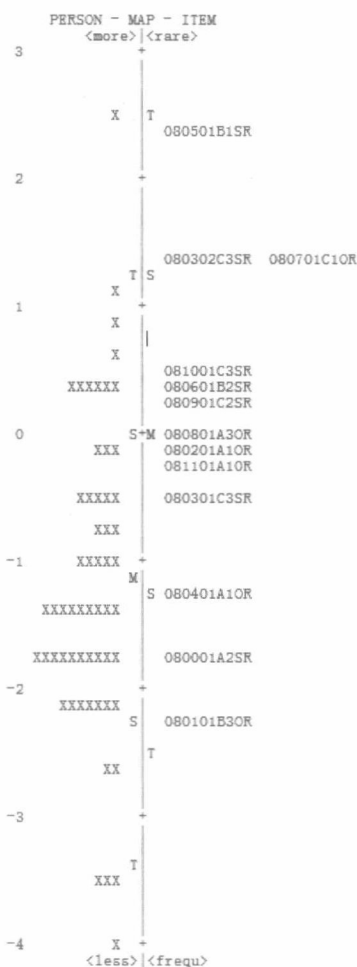 PERSON - MAP - ITEM
<more>|<rare>
3 +
X | T
| 080501B1SR
2 +
| 080302C3SR 080701C1OR
T | S
X |
1 +
X |
|
X |
| 081001C3SR
XXXXXX | 080601B2SR
| 080901C2SR
0 S+M 080801A3OR
XXX | 080201A1OR
| 081101A1OR
XXXXX | 080301C3SR
XXX |
-1 XXXXX +
M |
| S 080401A1OR
XXXXXXXXX |
XXXXXXXXXX | 080001A2SR
-2 +
XXXXXXX |
S | 080101B3OR
| T
XX |
-3 +
T |
XXX |
-4 X +
<less>|<frequ>